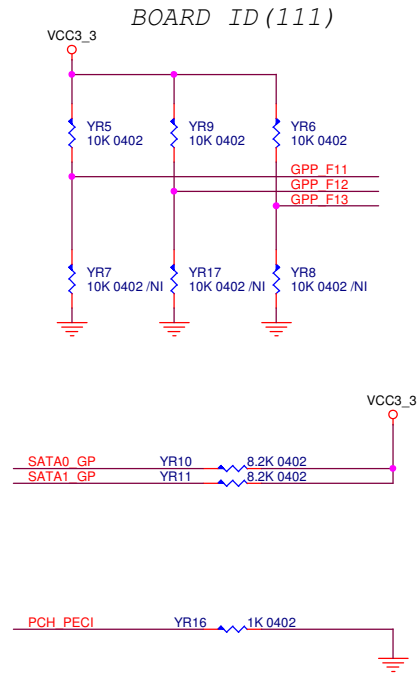 BOARD ID(111)
VCC3_3
YR5
10K 0402
YR9
10K 0402
YR6
10K 0402
GPP_F11
GPP_F12
GPP_F13
YR7
10K 0402 /NI
YR17
10K 0402 /NI
YR8
10K 0402 /NI
VCC3_3
SATA0_GP YR10 8.2K 0402
SATA1_GP YR11 8.2K 0402
PCH_PECI YR16 1K 0402